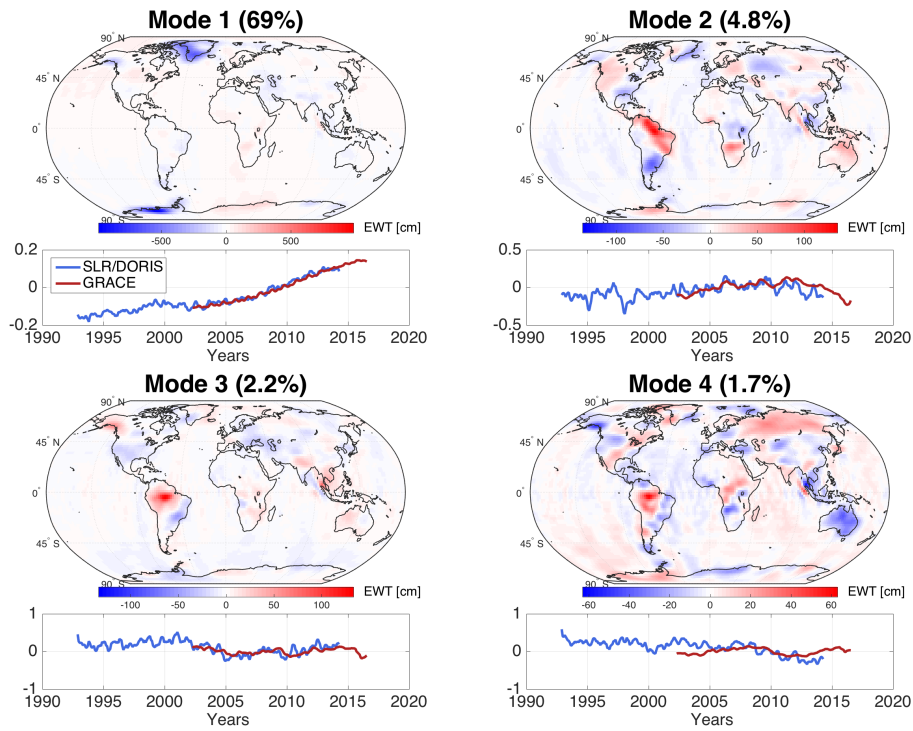 Mode 1 (69%)
90° N
45° N
0°
45° S
90° S
-500 0 500
EWT [cm]
0.2
0
-0.2
SLR/DORIS
GRACE
1990 1995 2000 2005 2010 2015 2020
Years
Mode 2 (4.8%)
90° N
45° N
0°
45° S
90° S
-100 -50 0 50 100
EWT [cm]
0.5
0
-0.5
1990 1995 2000 2005 2010 2015 2020
Years
Mode 3 (2.2%)
90° N
45° N
0°
45° S
90° S
-100 -50 0 50 100
EWT [cm]
1
0
-1
1990 1995 2000 2005 2010 2015 2020
Years
Mode 4 (1.7%)
90° N
45° N
0°
45° S
90° S
-60 -40 -20 0 20 40 60
EWT [cm]
1
0
-1
1990 1995 2000 2005 2010 2015 2020
Years